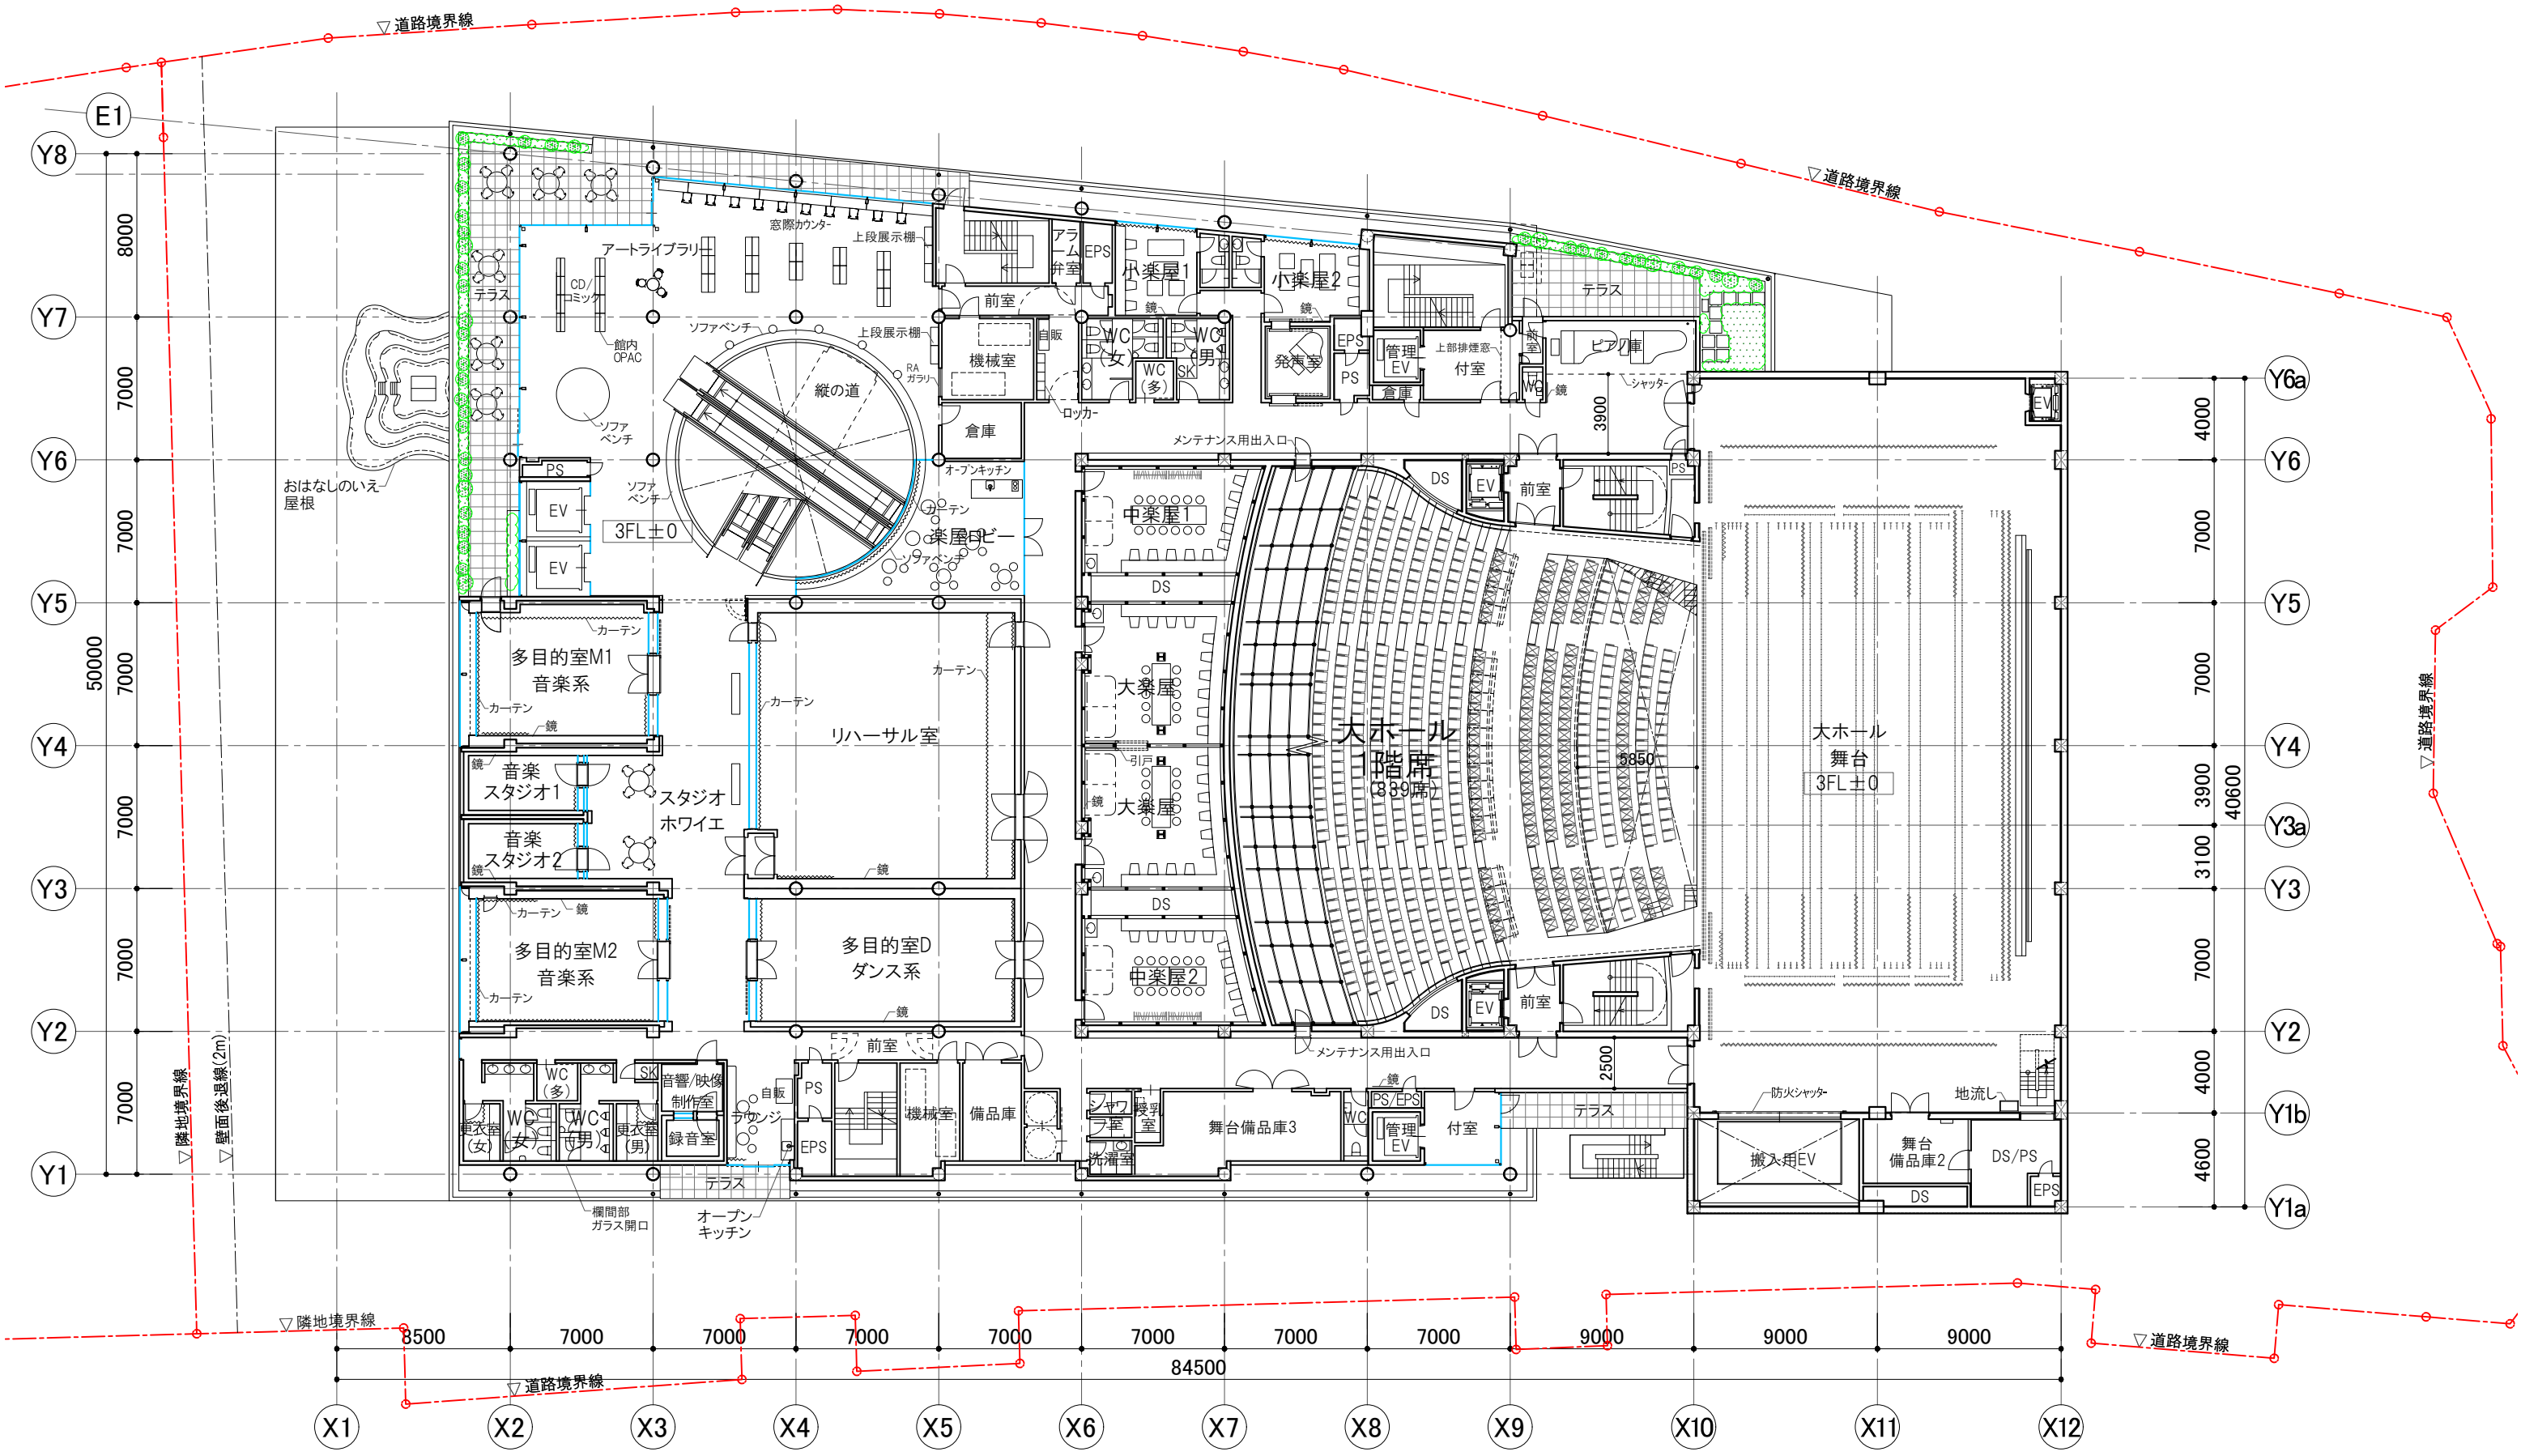 ▽道路境界線
E1
Y8
Y7
Y6
Y5
Y4
Y3
Y2
Y1
8000
7000
7000
7000
7000
7000
7000
50000
▽道路境界線
アートライブラリー
窓際カウンター
上段展示棚
アラーム弁室
EPS
小楽屋1
小楽屋2
テラス
CD/
コミック
テラス
前室
鏡
鏡
館内
OPAC
ソファベンチ
上段展示棚
機械室
自販
WC
(女)
WC
(男)
WC
(多)
SK
発声室
EPS
PS
管理
EV
倉庫
上部排煙窓
付室
前室
WC
鏡
ピアノ庫
シャッター
RA
ガラリ
ロッカー
縦の道
ソファ
ベンチ
倉庫
メンテナンス用出入口
3900
EV
Y6a
おはなしのいえ
屋根
PS
EV
EV
3FL±0
ソファ
ベンチ
オープンキッチン
カーテン
楽屋ロビー
ソファベンチ
中楽屋1
DS
DS
EV
前室
PS
Y6
Y5
カーテン
多目的室M1
音楽系
カーテン
鏡
カーテン
カーテン
リハーサル室
大楽屋
引戸
大楽屋
鏡
大ホール
1階席
(839席)
5850
大ホール
舞台
3FL±0
Y4
Y3a
Y3
鏡
音楽
スタジオ1
音楽
スタジオ2
鏡
スタジオ
ホワイエ
鏡
カーテン
鏡
多目的室M2
音楽系
カーテン
多目的室D
ダンス系
鏡
DS
中楽屋2
DS
EV
前室
Y2
前室
メンテナンス用出入口
2500
WC
(多)
SK
音響/映像
制作室
更衣室
(女)
WC
(女)
WC
(男)
更衣室
(男)
録音室
ラウンジ
自販
PS
EPS
機械室
備品庫
シャワー室
授乳室
洗濯室
舞台備品庫3
WC
鏡
PS/EPS
管理
EV
付室
テラス
防火シャッター
地流し
搬入用EV
舞台
備品庫2
DS
DS/PS
EPS
Y1b
Y1a
テラス
欄間部
ガラス開口
オープン
キッチン
4000
7000
7000
3900
3100
7000
4000
4600
40600
▽道路境界線
▽隣地境界線
▽壁面後退線(2m)
▽隣地境界線
▽道路境界線
▽道路境界線
8500
7000
7000
7000
7000
7000
7000
7000
9000
9000
9000
84500
X1
X2
X3
X4
X5
X6
X7
X8
X9
X10
X11
X12